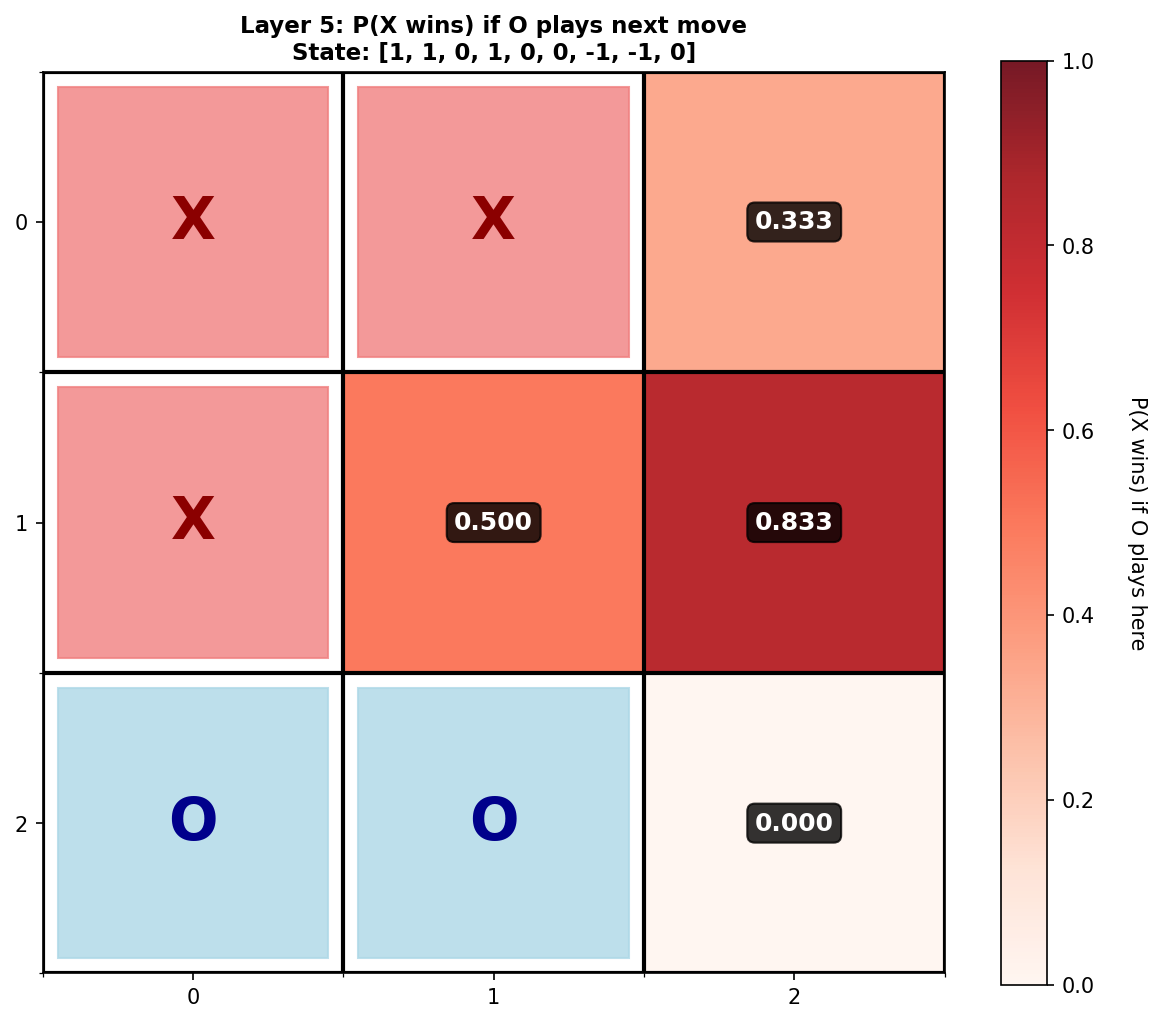 Layer 5: P(X wins) if O plays next move
State: [1, 1, 0, 1, 0, 0, -1, -1, 0]
0
X
X
0.333
1
X
0.500
0.833
2
O
O
0.000
0
1
2
1.0
0.8
0.6
0.4
0.2
0.0
P(X wins) if O plays here